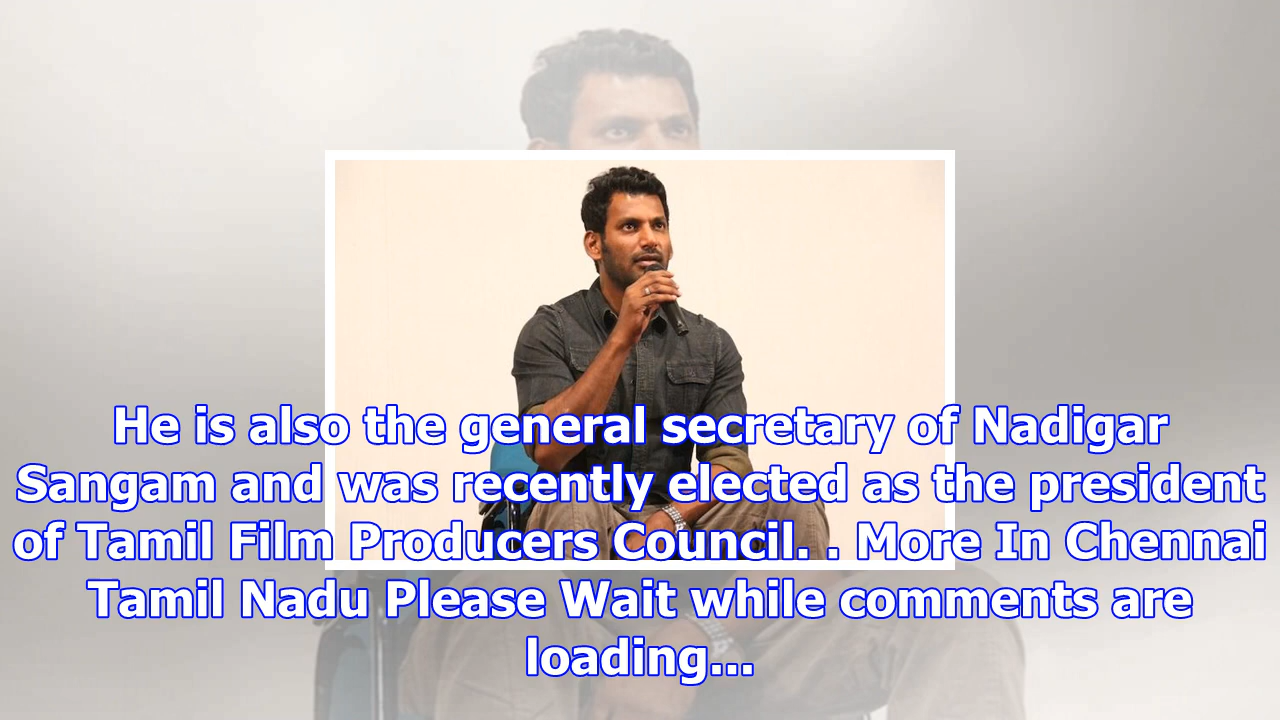 He is also the general secretary of Nadigar
Sangam and was recently elected as the president
of Tamil Film Producers Council. . More In Chennai
Tamil Nadu Please Wait while comments are
loading...